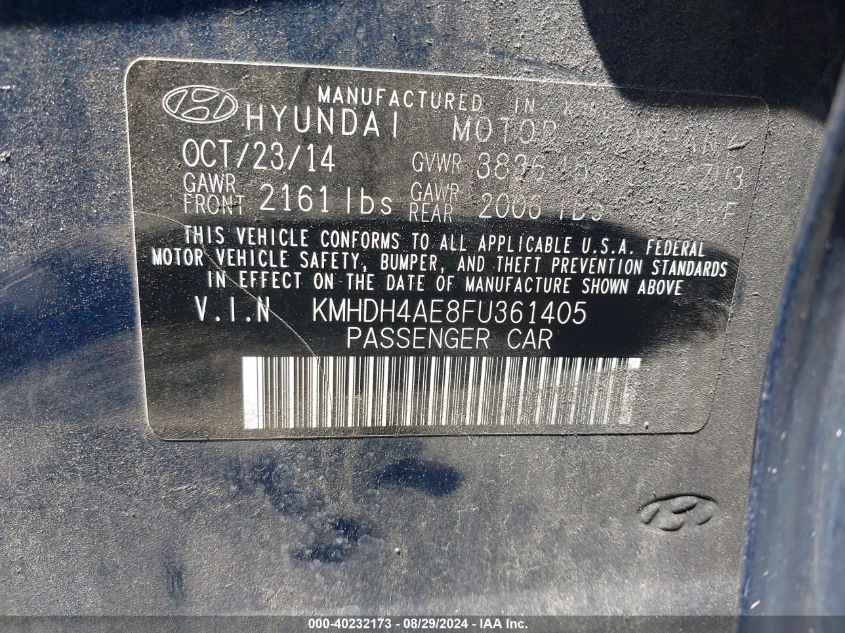 MANUFACTURED IN
HYUNDAI MOTOR
OCT/23/14 GVWR
GAWR FRONT 2161 lbs GAWR REAR
THIS VEHICLE CONFORMS TO ALL APPLICABLE U.S.A. FEDERAL
MOTOR VEHICLE SAFETY, BUMPER, AND THEFT PREVENTION STANDARDS
IN EFFECT ON THE DATE OF MANUFACTURE SHOWN ABOVE
V.I.N KMHDH4AE8FU361405
PASSENGER CAR
000-40232173 - 08/29/2024 - IAA Inc.